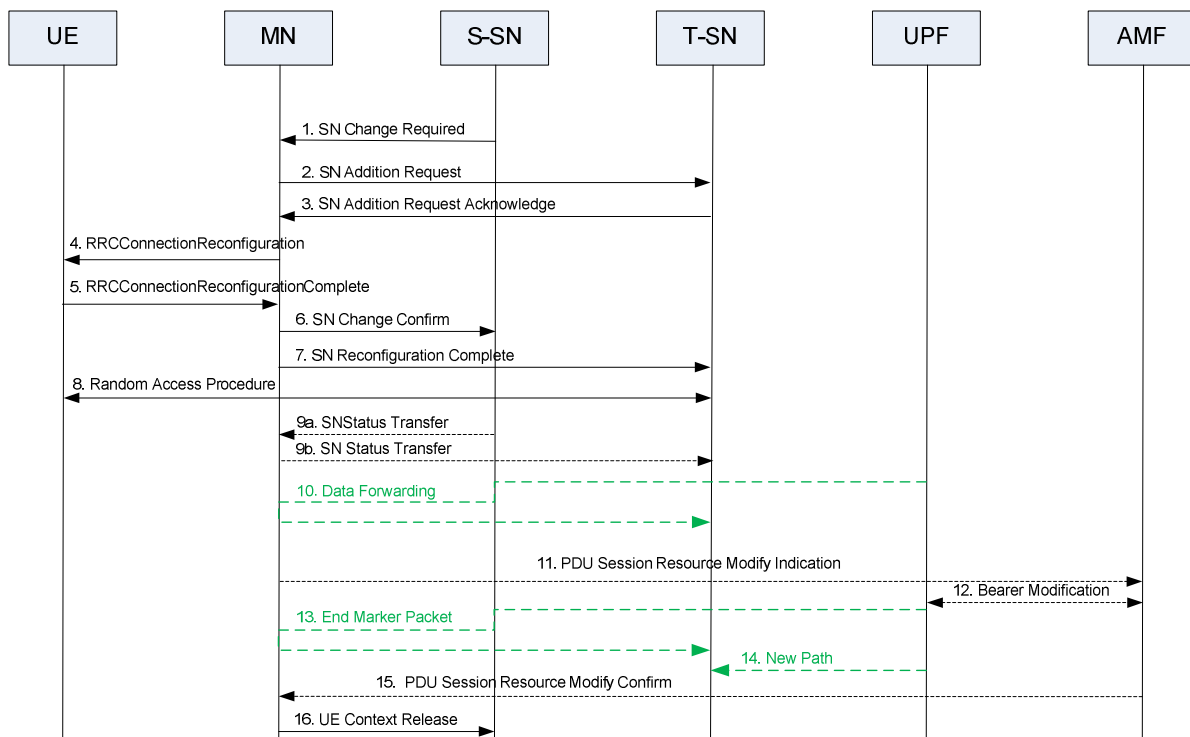 UE
MN
S-SN
T-SN
UPF
AMF
1. SN Change Required
2. SN Addition Request
3. SN Addition Request Acknowledge
4. RRCConnectionReconfiguration
5. RRCConnectionReconfigurationComplete
6. SN Change Confirm
7. SN Reconfiguration Complete
8. Random Access Procedure
9a. SNStatus Transfer
9b. SN Status Transfer
10. Data Forwarding
11. PDU Session Resource Modify Indication
12. Bearer Modification
13. End Marker Packet
14. New Path
15. PDU Session Resource Modify Confirm
16. UE Context Release